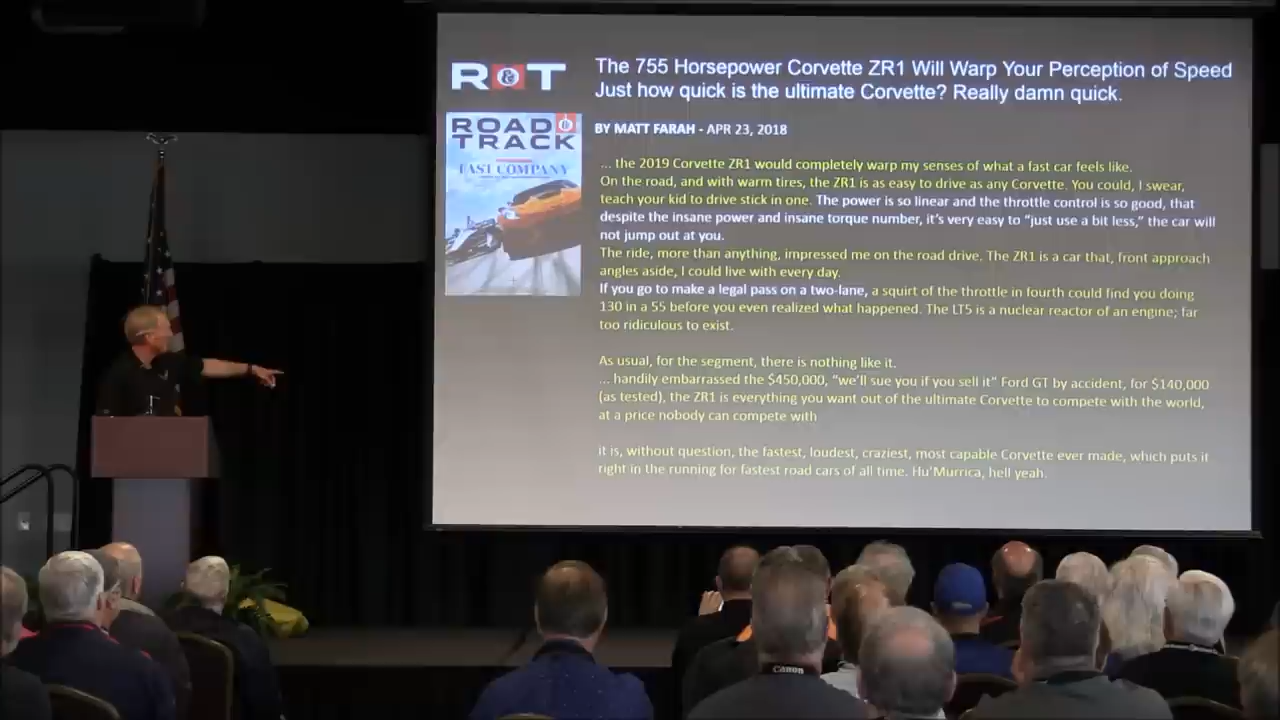 R&T
The 755 Horsepower Corvette ZR1 Will Warp Your Perception of Speed
Just how quick is the ultimate Corvette? Really damn quick.
ROAD &
TRACK
FAST COMPANY
BY MATT FARAH - APR 23, 2018
... the 2019 Corvette ZR1 would completely warp my senses of what a fast car feels like.
On the road, and with warm tires, the ZR1 is as easy to drive as any Corvette. You could, I swear,
teach your kid to drive stick in one. The power is so linear and the throttle control is so good, that
despite the insane power and insane torque number, it's very easy to "just use a bit less," the car will
not jump out at you.
The ride, more than anything, impressed me on the road drive. The ZR1 is a car that, front approach
angles aside, I could live with every day.
If you go to make a legal pass on a two-lane, a squirt of the throttle in fourth could find you doing
130 in a 55 before you even realized what happened. The LT5 is a nuclear reactor of an engine; far
too ridiculous to exist.
As usual, for the segment, there is nothing like it.
... handily embarrassed the $450,000, "we'll sue you if you sell it" Ford GT by accident, for $140,000
(as tested), the ZR1 is everything you want out of the ultimate Corvette to compete with the world,
at a price nobody can compete with
it is, without question, the fastest, loudest, craziest, most capable Corvette ever made, which puts it
right in the running for fastest road cars of all time. Hu'Murrica, hell yeah.
Canon